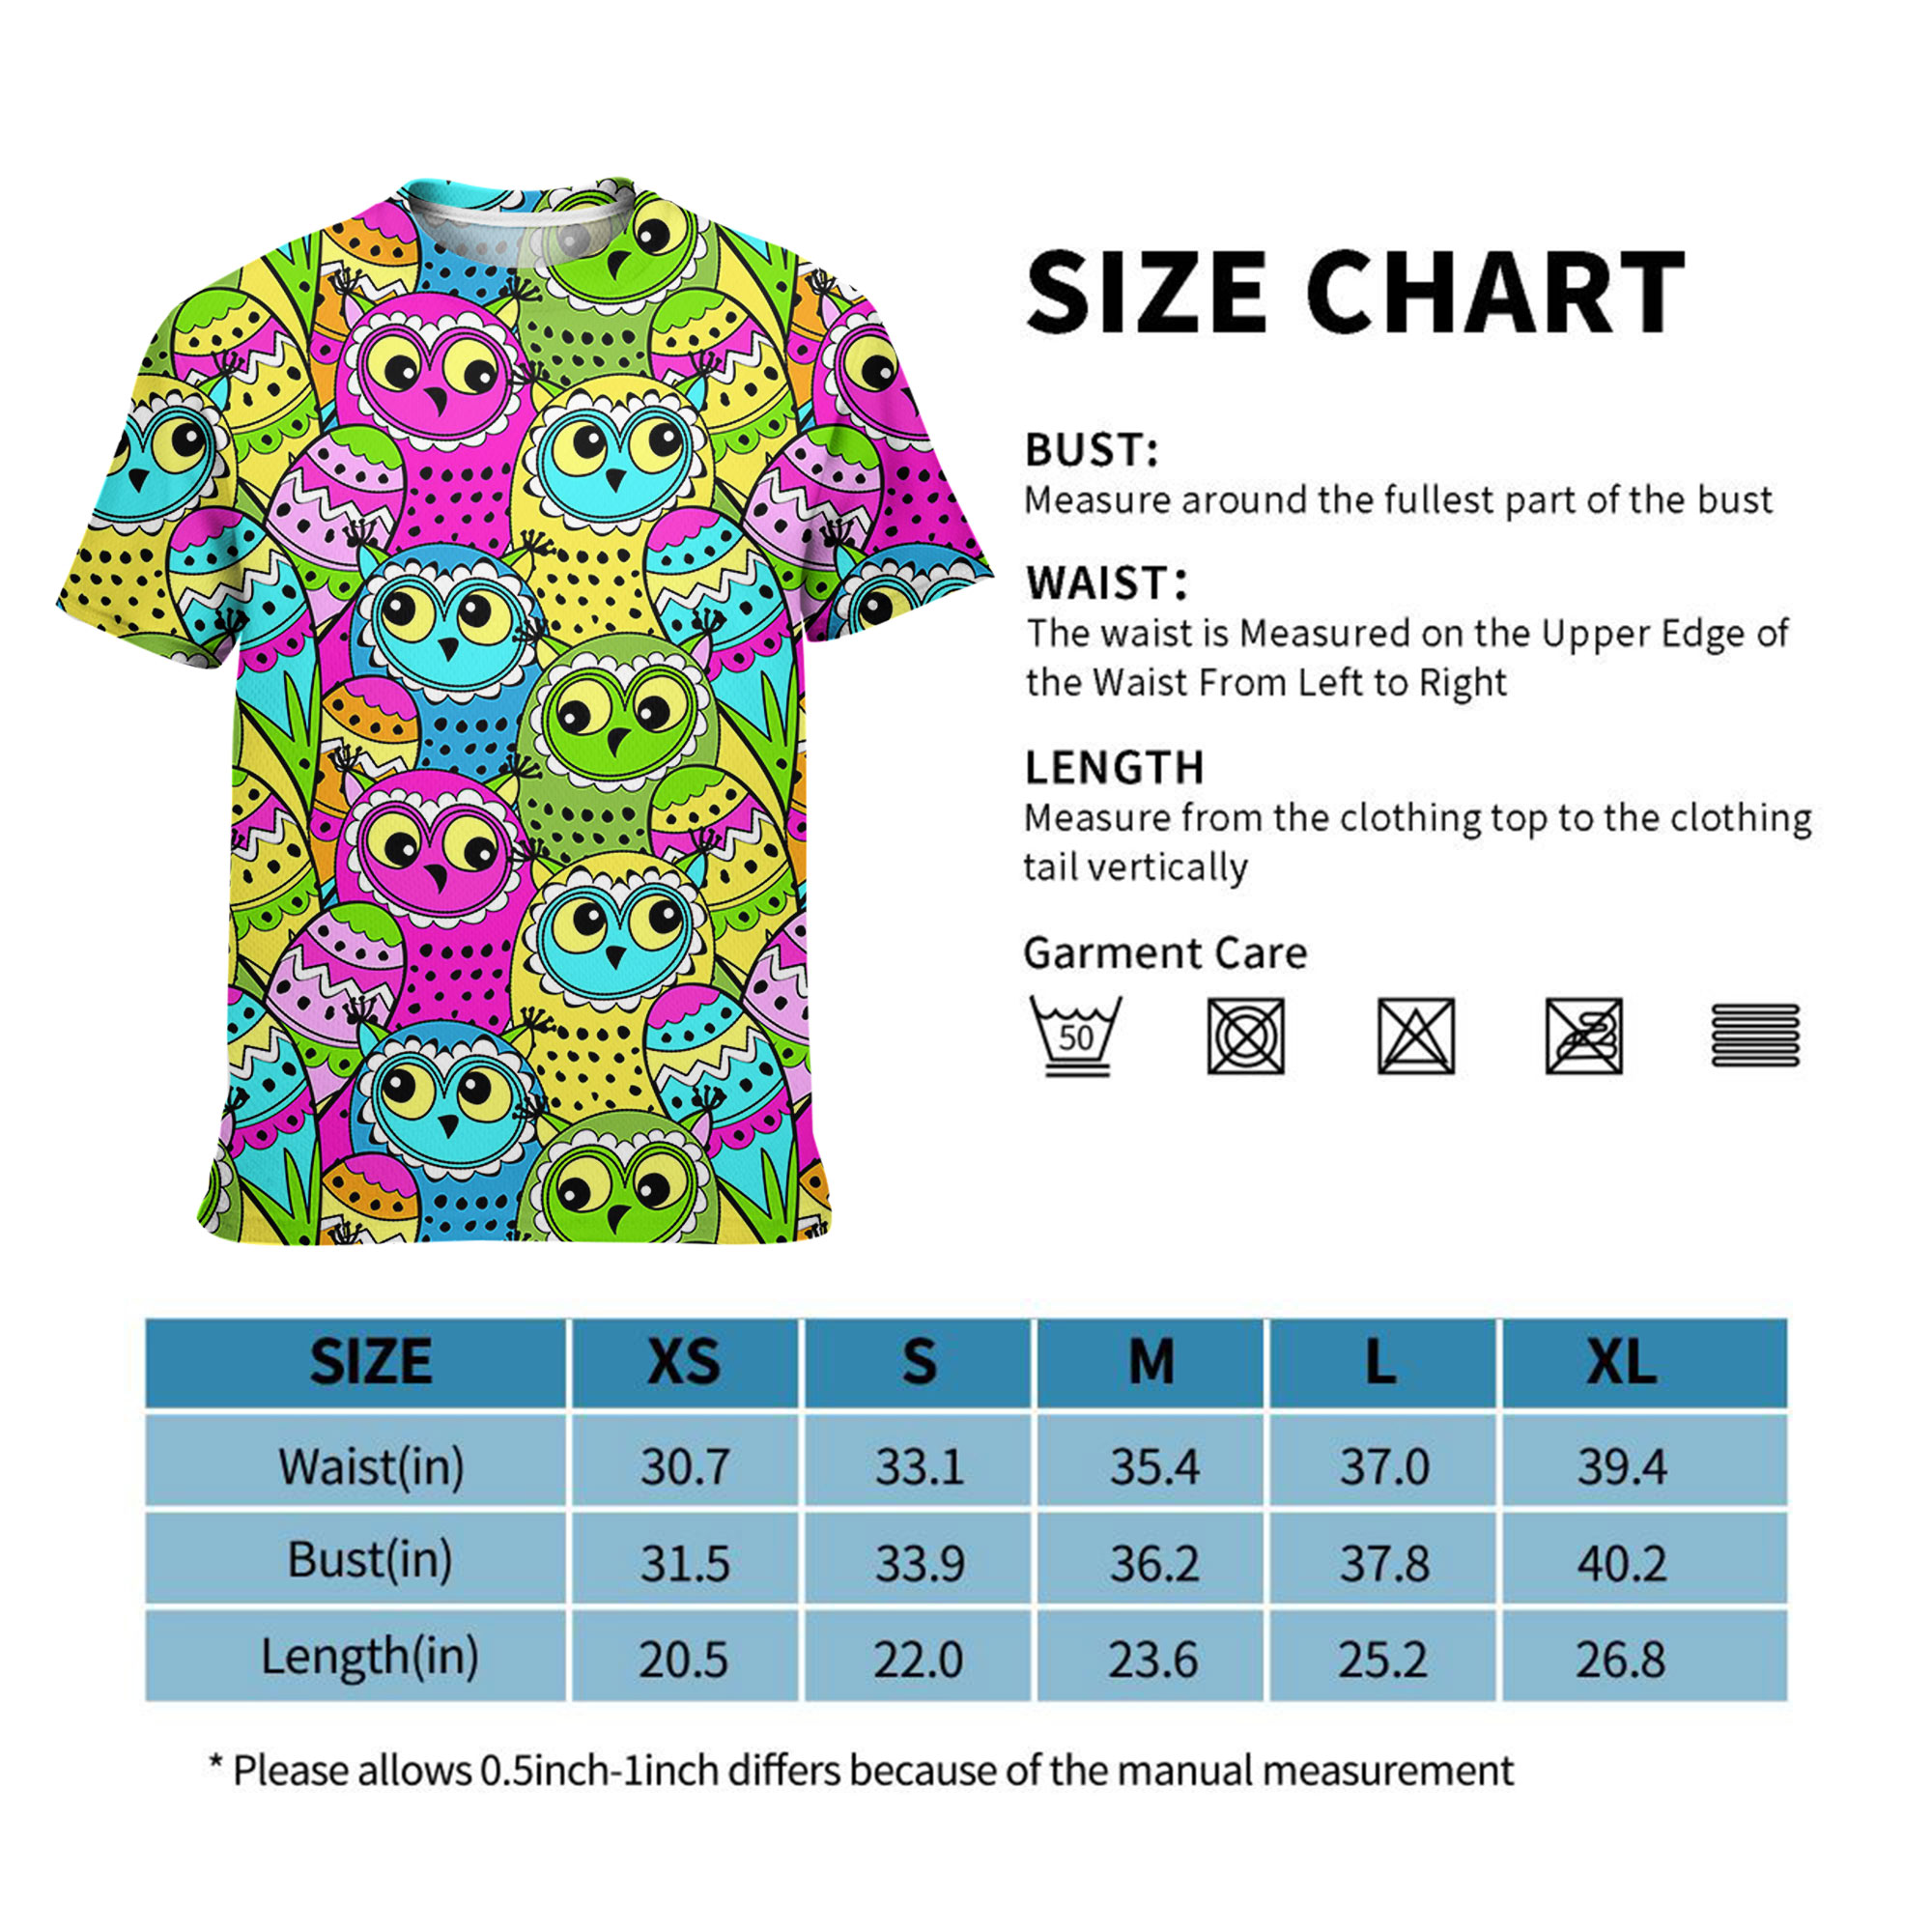 SIZE CHART
BUST:
Measure around the fullest part of the bust
WAIST:
The waist is Measured on the Upper Edge of
the Waist From Left to Right
LENGTH
Measure from the clothing top to the clothing
tail vertically
Garment Care
50
SIZE XS S M L XL
Waist(in) 30.7 33.1 35.4 37.0 39.4
Bust(in) 31.5 33.9 36.2 37.8 40.2
Length(in) 20.5 22.0 23.6 25.2 26.8
* Please allows 0.5inch-1inch differs because of the manual measurement